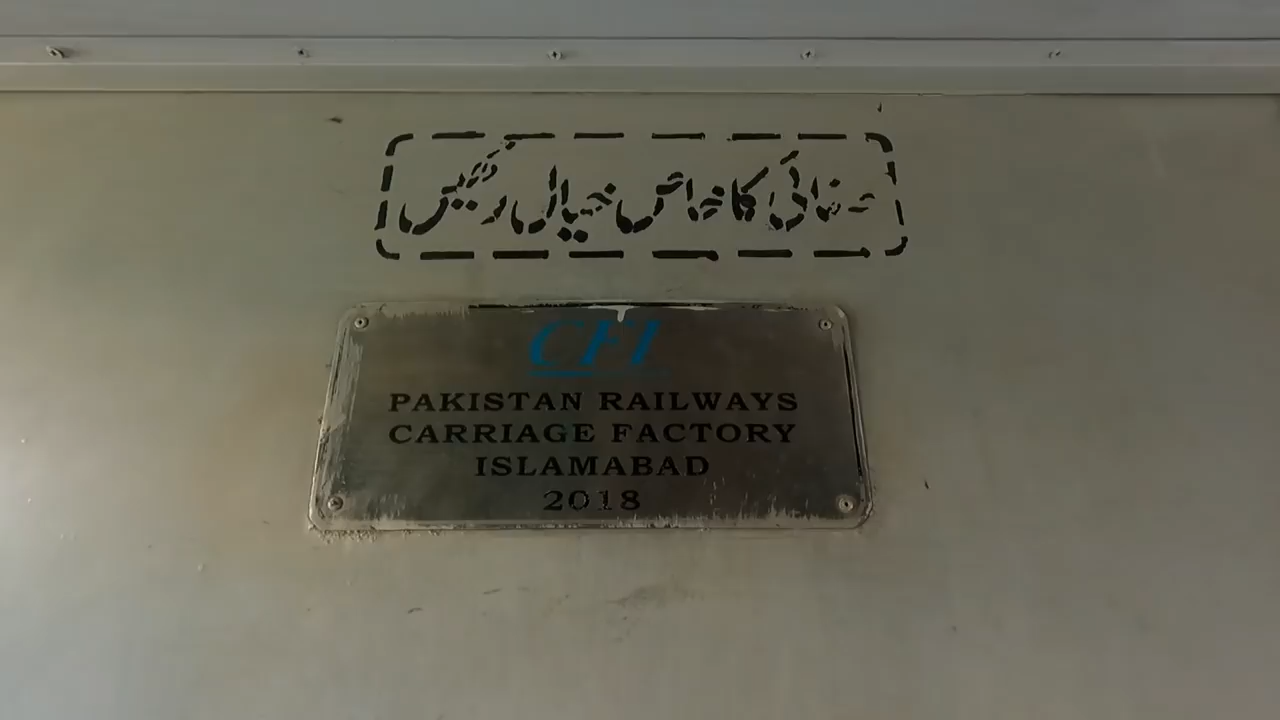 صفائی کا خاص خیال رکھیں
CFI
PAKISTAN RAILWAYS
CARRIAGE FACTORY
ISLAMABAD
2018